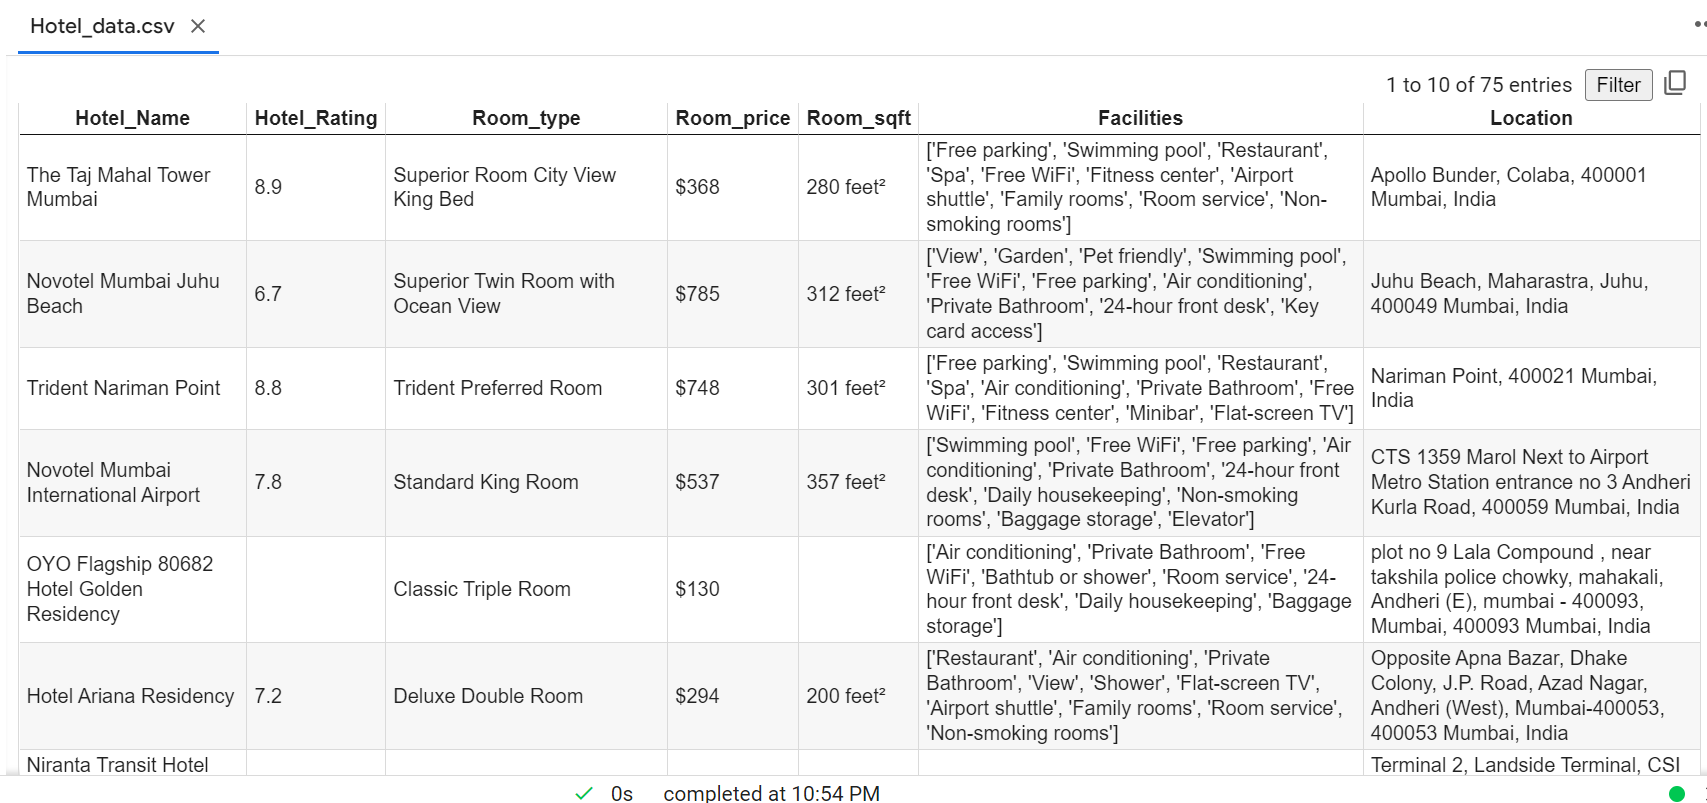 Hotel_data.csv
1 to 10 of 75 entries Filter
Hotel_Name Hotel_Rating Room_type Room_price Room_sqft Facilities Location
The Taj Mahal Tower
Mumbai
8.9
Superior Room City View
King Bed
$368
280 feet²
['Free parking', 'Swimming pool', 'Restaurant',
'Spa', 'Free WiFi', 'Fitness center', 'Airport
shuttle', 'Family rooms', 'Room service', 'Non-
smoking rooms']
Apollo Bunder, Colaba, 400001
Mumbai, India
Novotel Mumbai Juhu
Beach
6.7
Superior Twin Room with
Ocean View
$785
312 feet²
['View', 'Garden', 'Pet friendly', 'Swimming pool',
'Free WiFi', 'Free parking', 'Air conditioning',
'Private Bathroom', '24-hour front desk', 'Key
card access']
Juhu Beach, Maharastra, Juhu,
400049 Mumbai, India
Trident Nariman Point
8.8
Trident Preferred Room
$748
301 feet²
['Free parking', 'Swimming pool', 'Restaurant',
'Spa', 'Air conditioning', 'Private Bathroom', 'Free
WiFi', 'Fitness center', 'Minibar', 'Flat-screen TV']
Nariman Point, 400021 Mumbai,
India
Novotel Mumbai
International Airport
7.8
Standard King Room
$537
357 feet²
['Swimming pool', 'Free WiFi', 'Free parking', 'Air
conditioning', 'Private Bathroom', '24-hour front
desk', 'Daily housekeeping', 'Non-smoking
rooms', 'Baggage storage', 'Elevator']
CTS 1359 Marol Next to Airport
Metro Station entrance no 3 Andheri
Kurla Road, 400059 Mumbai, India
OYO Flagship 80682
Hotel Golden
Residency
Classic Triple Room
$130
['Air conditioning', 'Private Bathroom', 'Free
WiFi', 'Bathtub or shower', 'Room service', '24-
hour front desk', 'Daily housekeeping', 'Baggage
storage']
plot no 9 Lala Compound , near
takshila police chowky, mahakali,
Andheri (E), mumbai - 400093,
Mumbai, 400093 Mumbai, India
Hotel Ariana Residency
7.2
Deluxe Double Room
$294
200 feet²
['Restaurant', 'Air conditioning', 'Private
Bathroom', 'View', 'Shower', 'Flat-screen TV',
'Airport shuttle', 'Family rooms', 'Room service',
'Non-smoking rooms']
Opposite Apna Bazar, Dhake
Colony, J.P. Road, Azad Nagar,
Andheri (West), Mumbai-400053,
400053 Mumbai, India
Niranta Transit Hotel
Terminal 2, Landside Terminal, CSI
0s completed at 10:54 PM